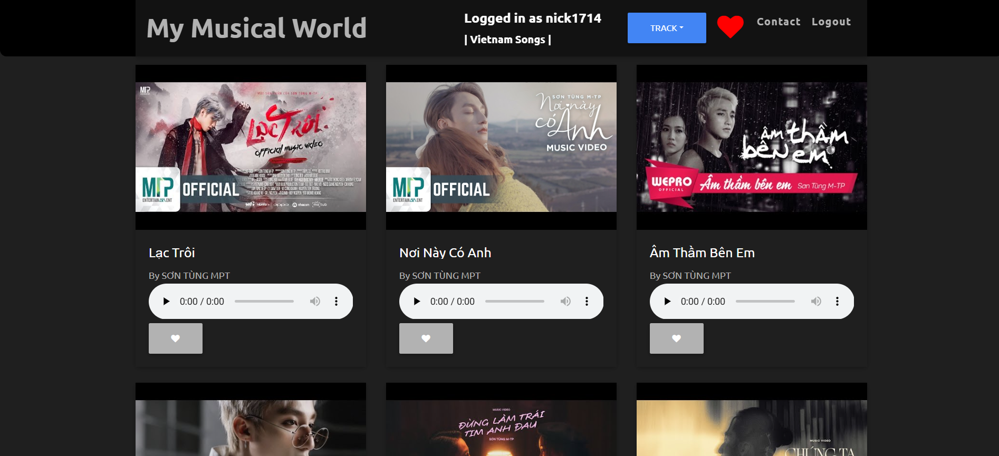 My Musical World
Logged in as nick1714
| Vietnam Songs |
TRACK
Contact
Logout
MTP
MỘT SẢN PHẨM CỦA SƠN TÙNG M-TP
LẠC TRÔI
official music video
MTP
ENTERTAINMENT
OFFICIAL
SƠN TÙNG M-TP
Nơi này
có Anh
MUSIC VIDEO
MTP
ENTERTAINMENT
OFFICIAL
ÂM thầm
bên em
WEPRO
OFFICIAL
Âm thầm bên em
Sơn Tùng M-TP
Lạc Trôi
By SƠN TÙNG MPT
0:00 / 0:00
Nơi Này Có Anh
By SƠN TÙNG MPT
0:00 / 0:00
Âm Thầm Bên Em
By SƠN TÙNG MPT
0:00 / 0:00
MUSIC VIDEO
ĐỪNG LÀM TRÁI
TIM ANH ĐAU
SƠN TÙNG M-TP
MUSIC VIDEO
CHÚNG TA